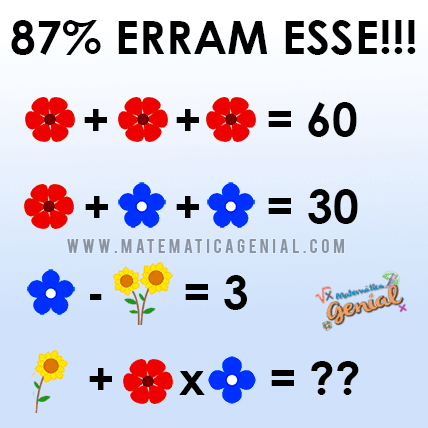 87% ERRAM ESSE!!!
+ + = 60
+ + = 30
WWW.MATEMATICAGENIAL.COM
- = 3
√x Matemática
Genial x
+ x = ??